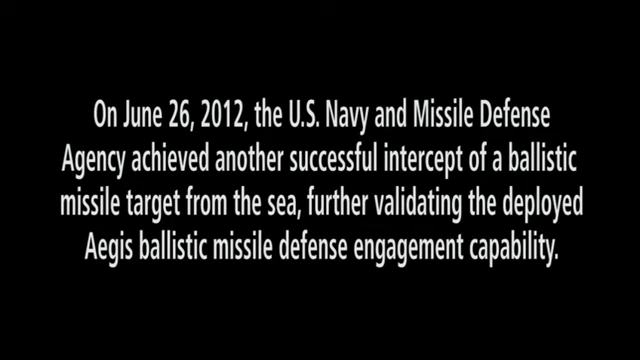 On June 26, 2012, the U.S. Navy and Missile Defense
Agency achieved another successful intercept of a ballistic
missile target from the sea, further validating the deployed
Aegis ballistic missile defense engagement capability.